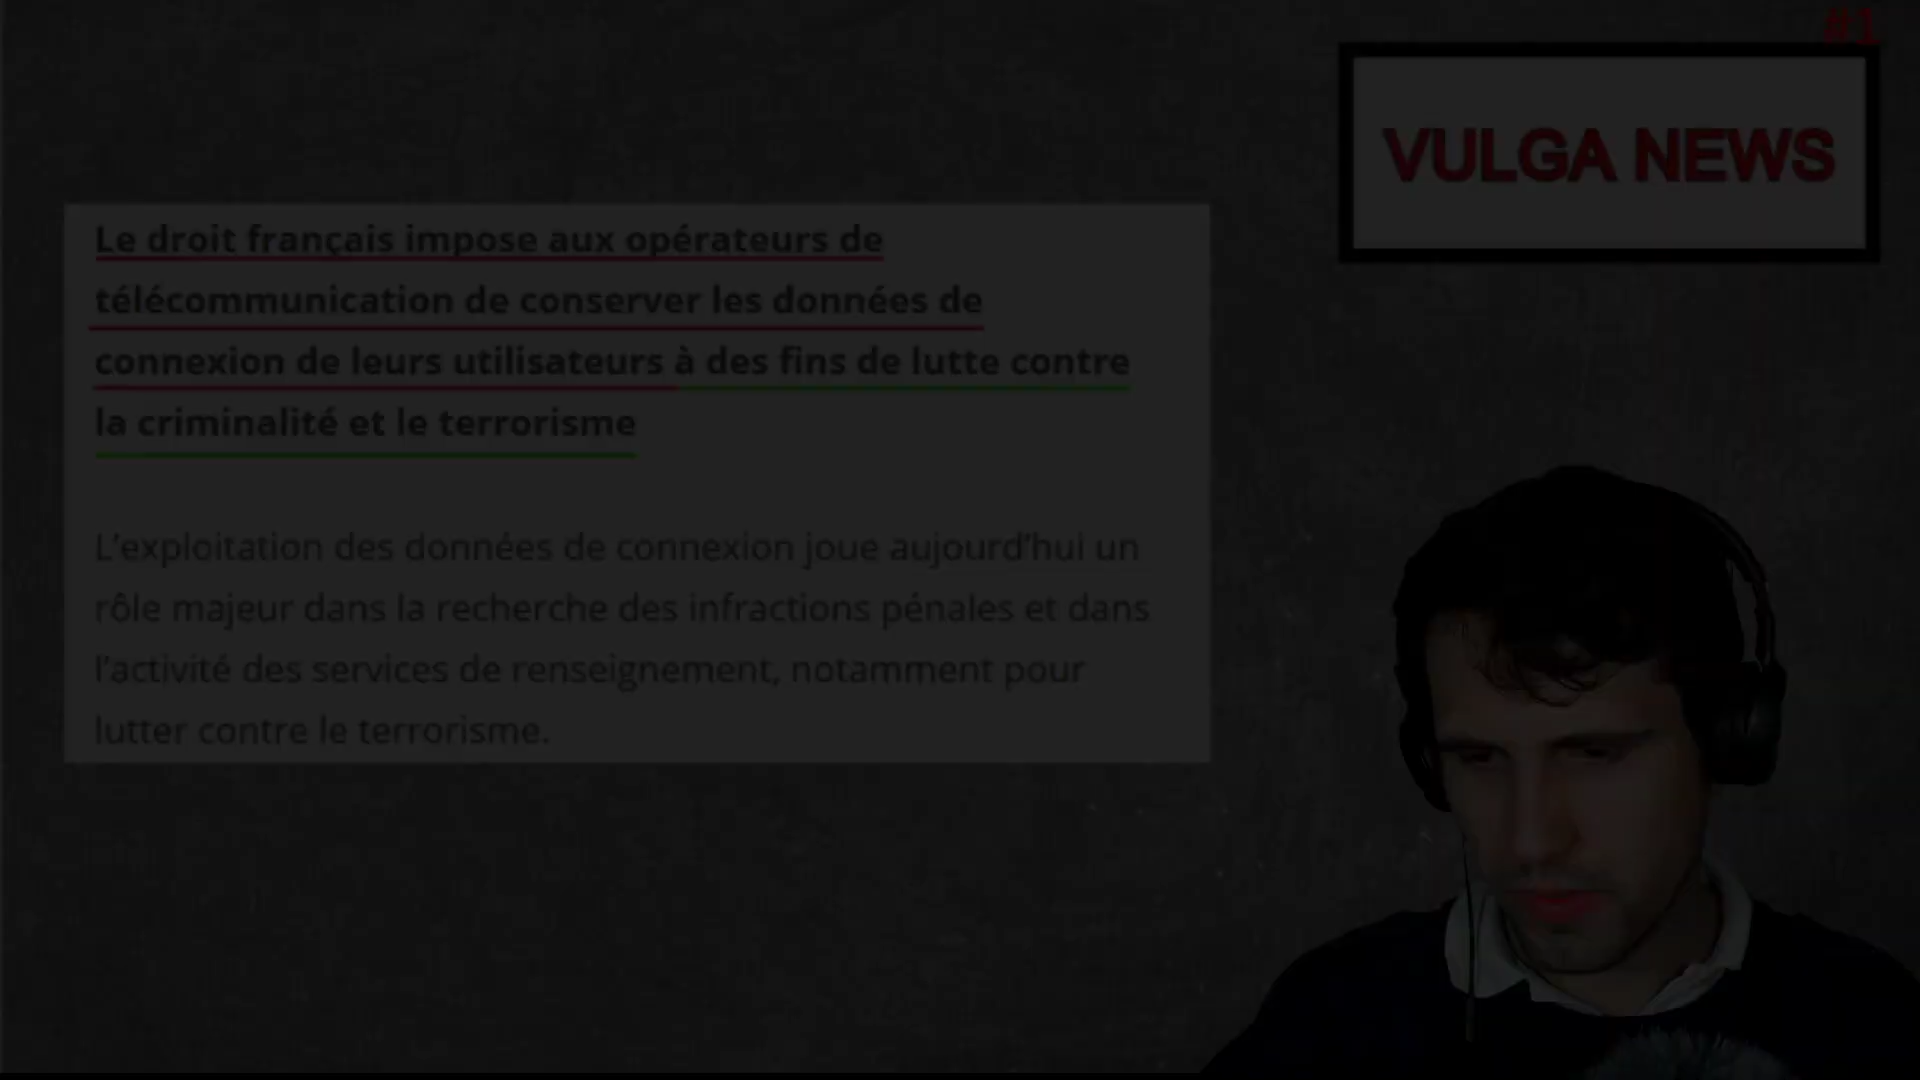 #1
VULGA NEWS
Le droit français impose aux opérateurs de
télécommunication de conserver les données de
connexion de leurs utilisateurs à des fins de lutte contre
la criminalité et le terrorisme
L'exploitation des données de connexion joue aujourd'hui un
rôle majeur dans la recherche des infractions pénales et dans
l'activité des services de renseignement, notamment pour
lutter contre le terrorisme.